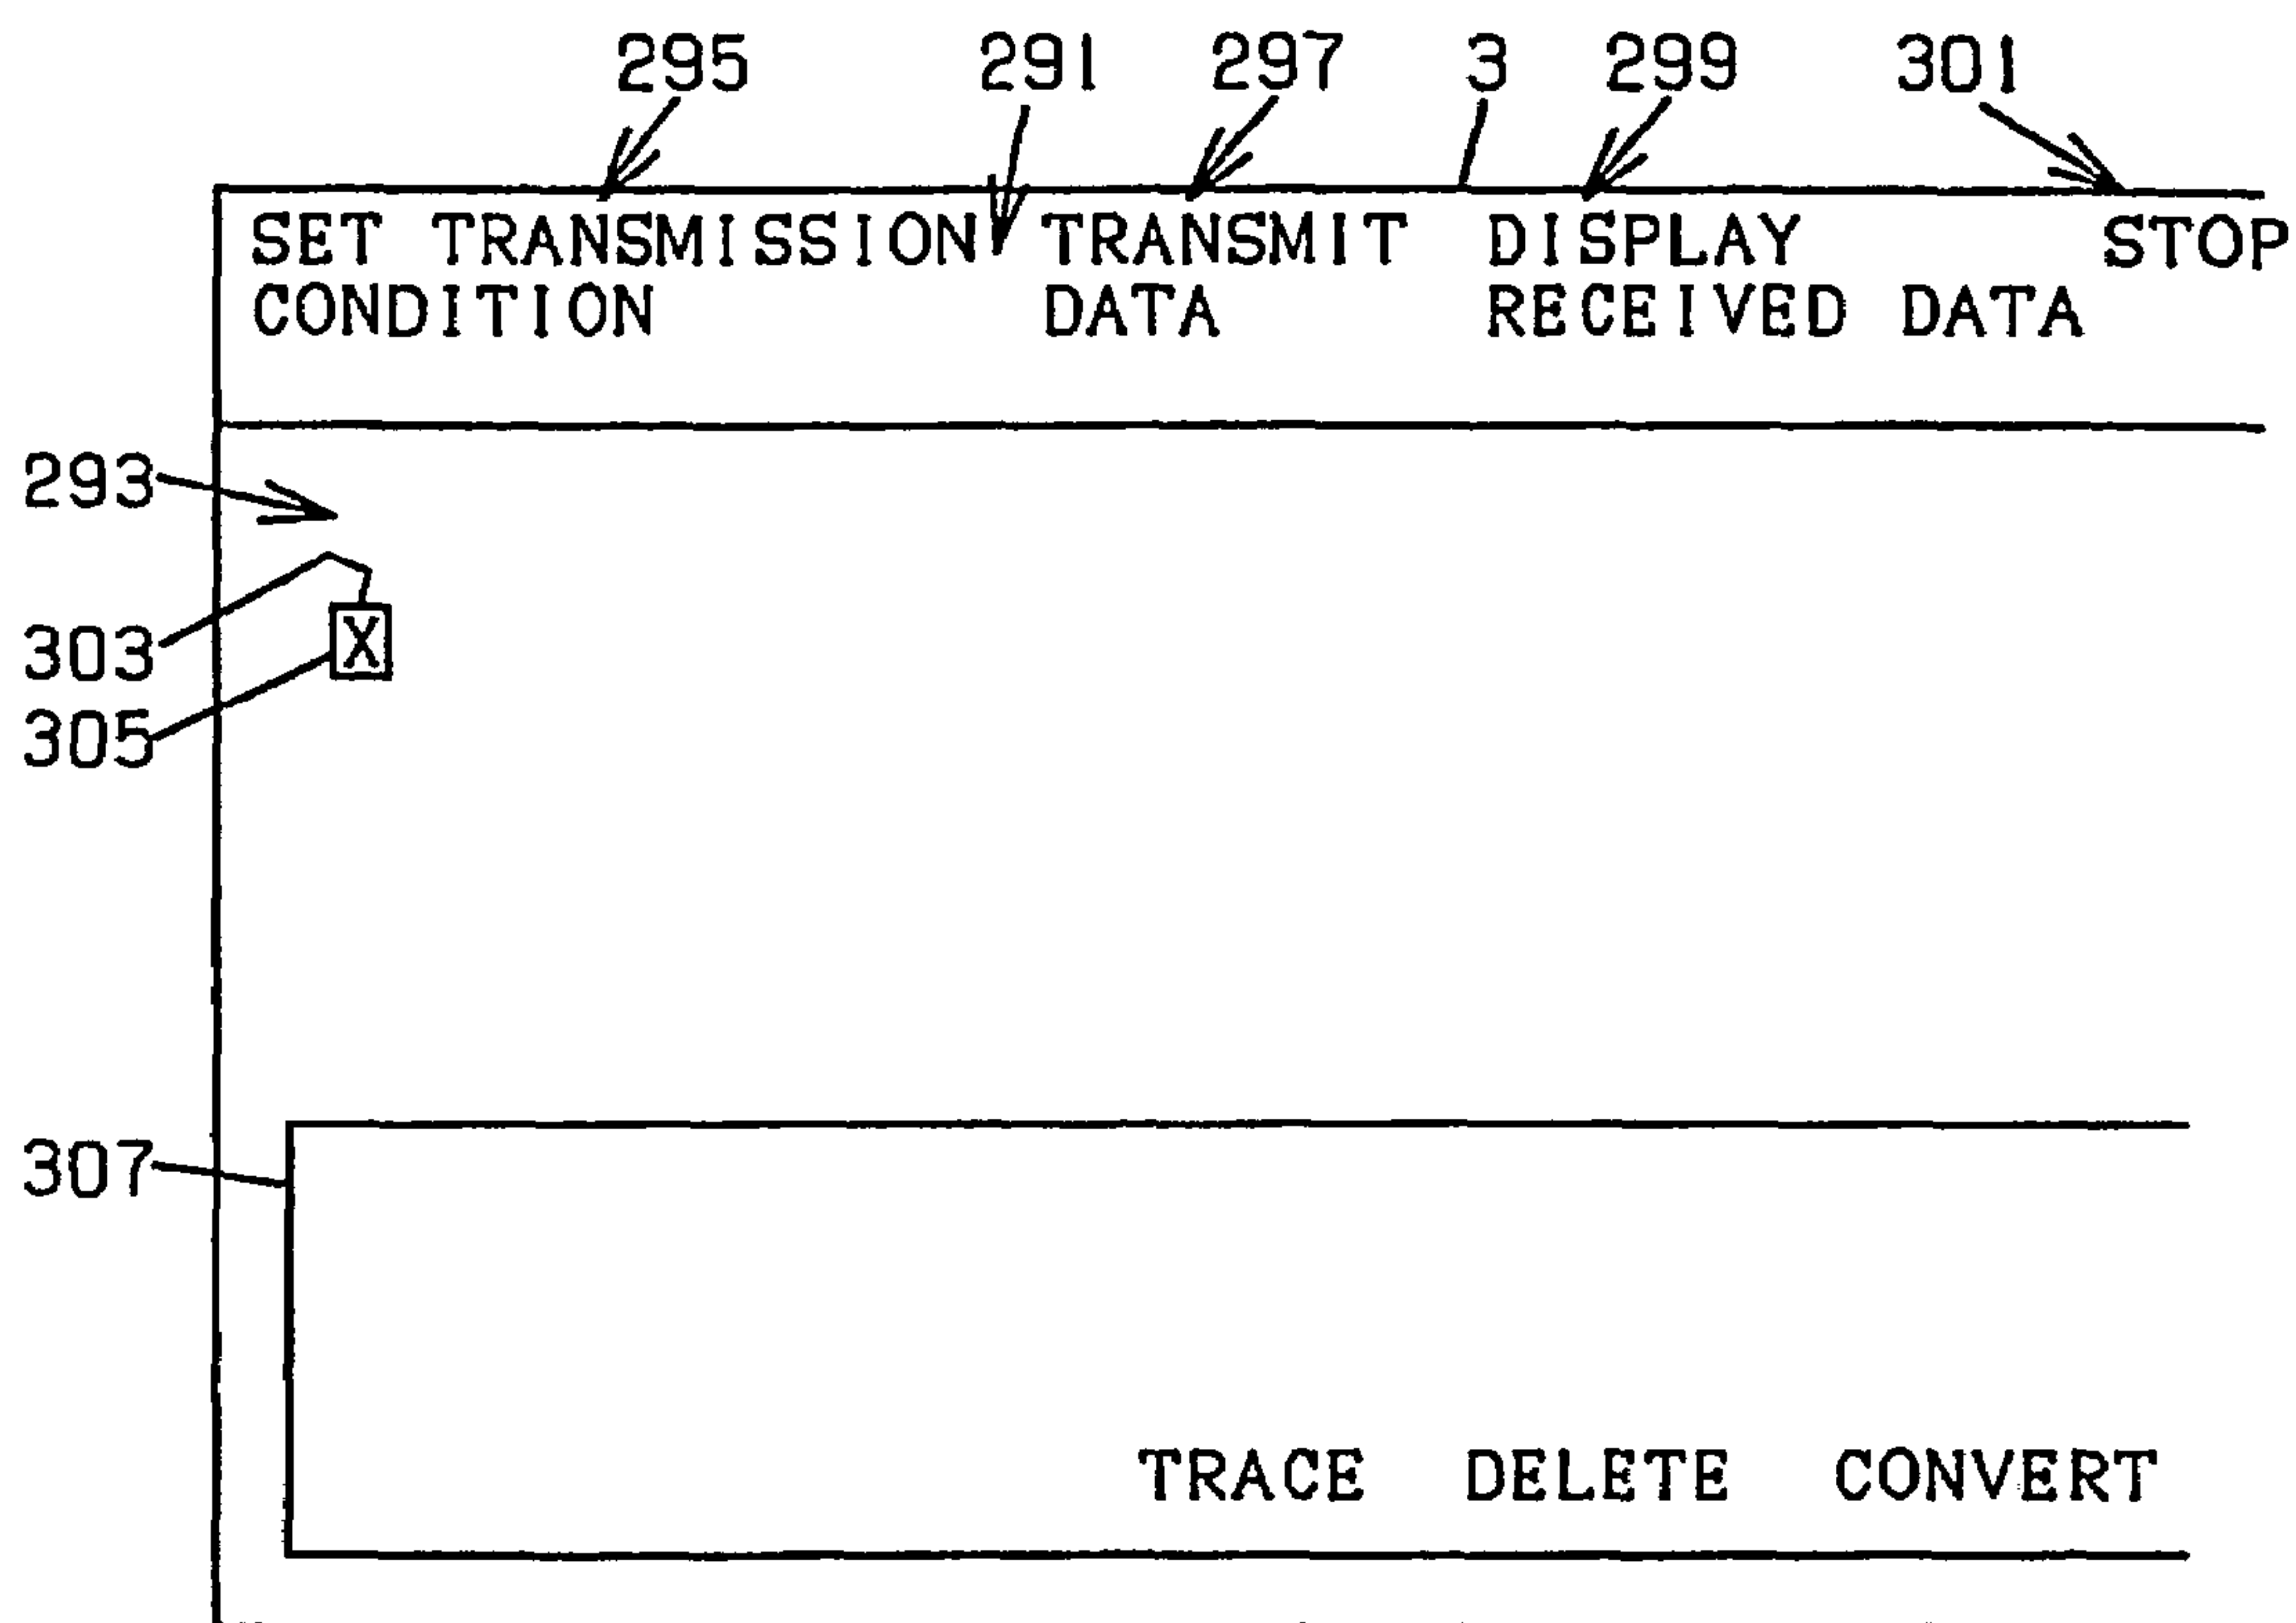 295 291 297 3 299 301
SET TRANSMISSION TRANSMIT DISPLAY STOP
CONDITION DATA RECEIVED DATA
293
303
X
305
307
TRACE DELETE CONVERT